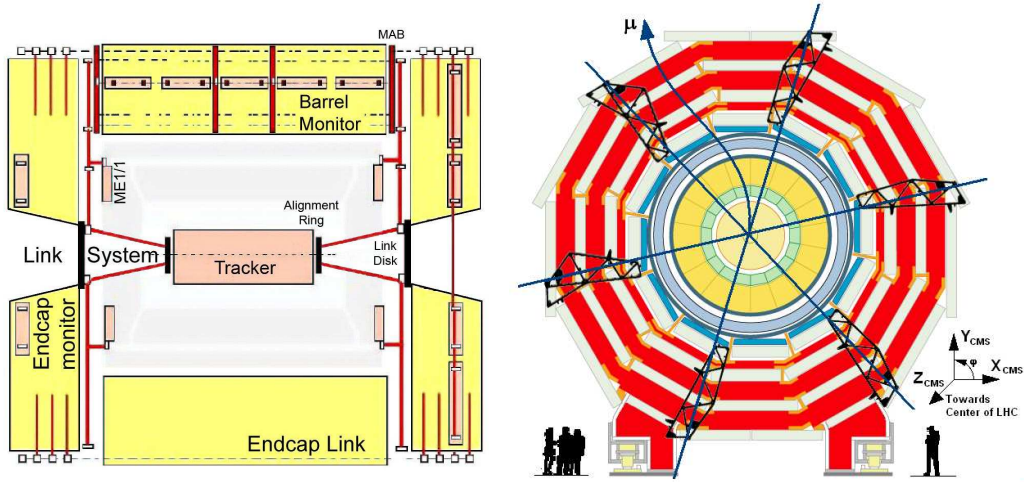 MAB
Barrel
Monitor
ME1/1
Alignment
Ring
Link
System
Link
Disk
Tracker
Endcap
monitor
Endcap Link
μ
Y CMS
φ
X CMS
Z CMS
Towards
Center of LHC